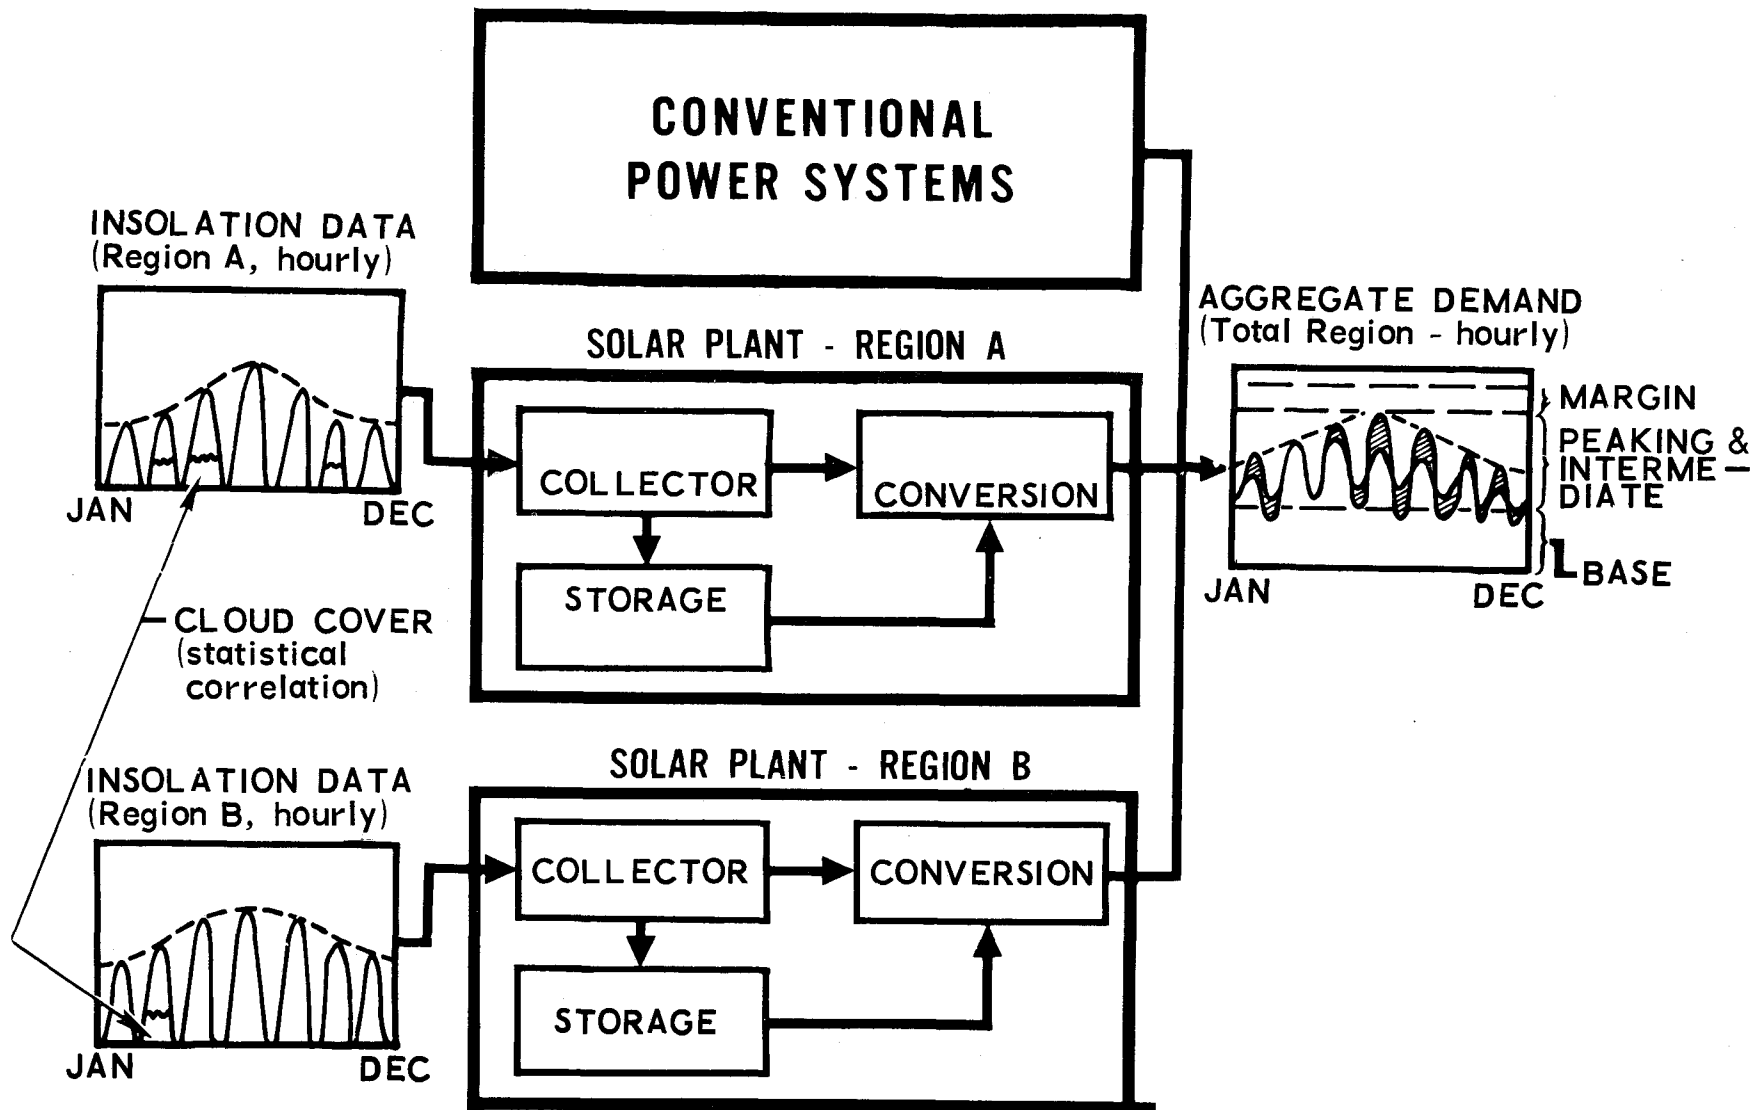 CONVENTIONAL
POWER SYSTEMS
INSOLATION DATA
(Region A, hourly)
JAN
DEC
SOLAR PLANT - REGION A
COLLECTOR
CONVERSION
STORAGE
AGGREGATE DEMAND
(Total Region - hourly)
MARGIN
PEAKING &
INTERME-
DIATE
BASE
JAN
DEC
CLOUD COVER
(statistical
correlation)
INSOLATION DATA
(Region B, hourly)
JAN
DEC
SOLAR PLANT - REGION B
COLLECTOR
CONVERSION
STORAGE